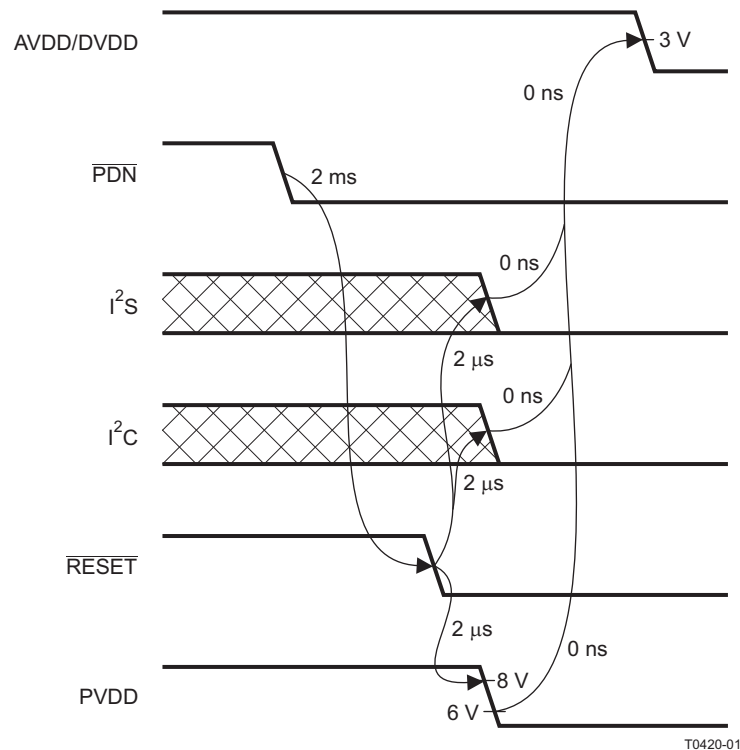 AVDD/DVDD
3 V
0 ns
PDN
2 ms
0 ns
I²S
2 μs
0 ns
I²C
2 μs
RESET
2 μs
0 ns
8 V
PVDD
6 V
T0420-01